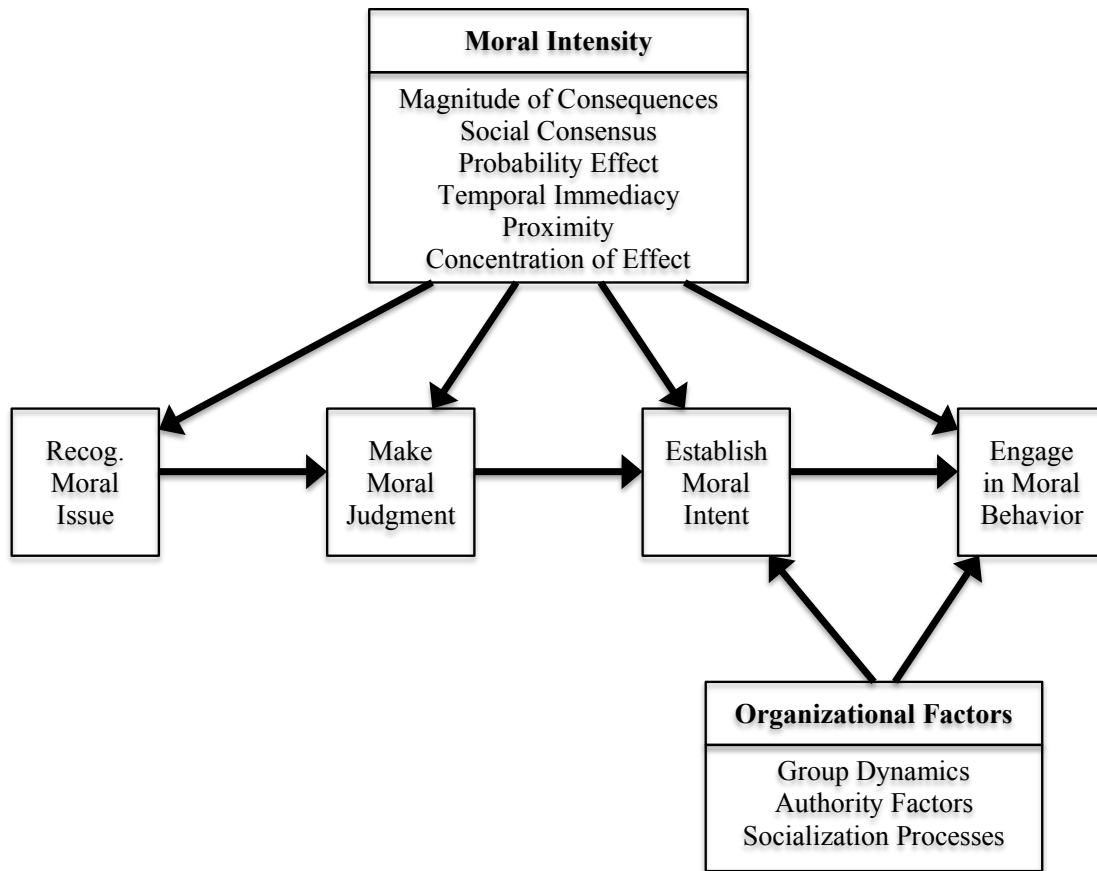 Moral Intensity
Magnitude of Consequences
Social Consensus
Probability Effect
Temporal Immediacy
Proximity
Concentration of Effect
Recog.
Moral
Issue
Make
Moral
Judgment
Establish
Moral
Intent
Engage
in Moral
Behavior
Organizational Factors
Group Dynamics
Authority Factors
Socialization Processes